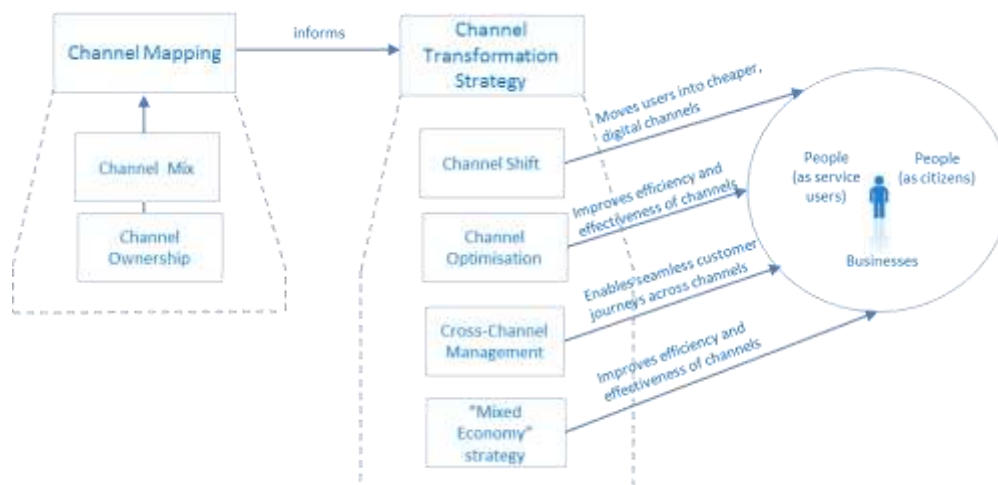 Channel Mapping
informs
Channel
Transformation
Strategy
Channel Mix
Channel
Ownership
Channel Shift
Channel
Optimisation
Cross-Channel
Management
"Mixed
Economy"
strategy
Moves users into cheaper,
digital channels
Improves efficiency and
effectiveness of channels
Enables seamless customer
journeys across channels
Improves efficiency and
effectiveness of channels
People
(as service
users)
People
(as citizens)
Businesses